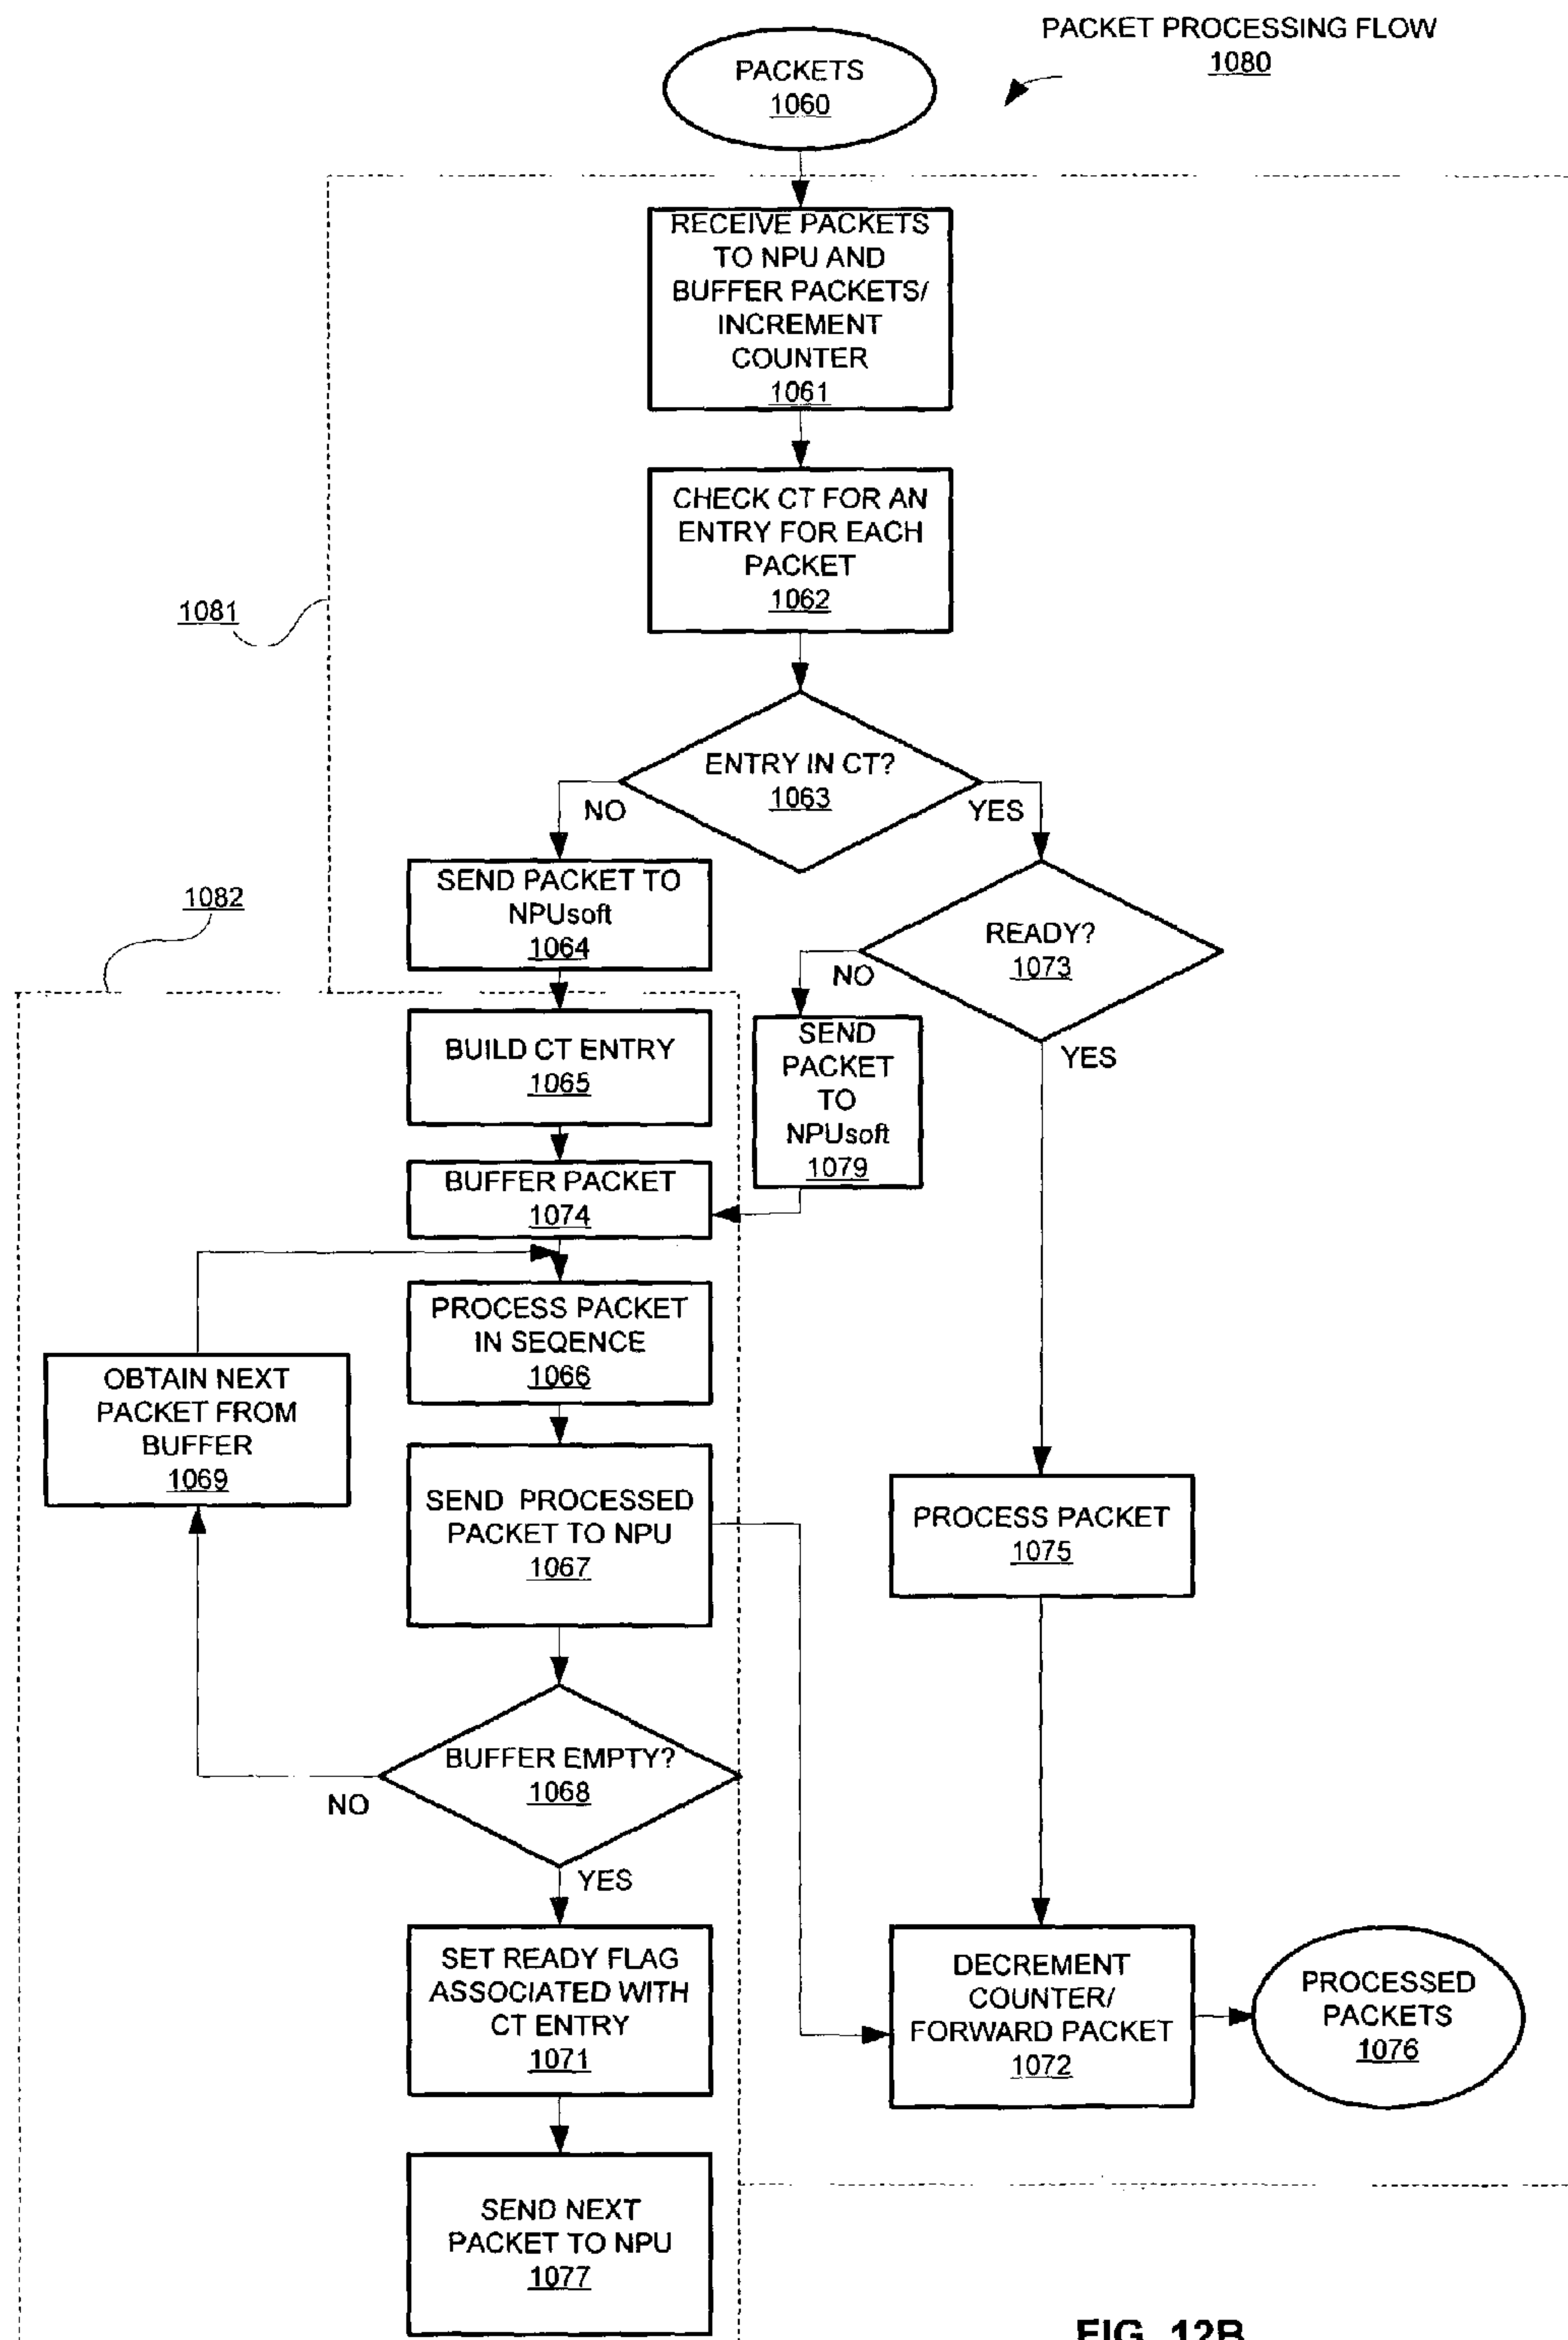 PACKET PROCESSING FLOW
1080
PACKETS
1060
RECEIVE PACKETS
TO NPU AND
BUFFER PACKETS/
INCREMENT
COUNTER
1061
CHECK CT FOR AN
ENTRY FOR EACH
PACKET
1062
1081
ENTRY IN CT?
1063
NO
YES
1082
SEND PACKET TO
NPUsoft
1064
READY?
1073
NO
YES
BUILD CT ENTRY
1065
SEND
PACKET
TO
NPUsoft
1079
BUFFER PACKET
1074
PROCESS PACKET
IN SEQENCE
1066
OBTAIN NEXT
PACKET FROM
BUFFER
1069
SEND PROCESSED
PACKET TO NPU
1067
PROCESS PACKET
1075
BUFFER EMPTY?
1068
NO
YES
SET READY FLAG
ASSOCIATED WITH
CT ENTRY
1071
DECREMENT
COUNTER/
FORWARD PACKET
1072
PROCESSED
PACKETS
1076
SEND NEXT
PACKET TO NPU
1077
FIG. 12B